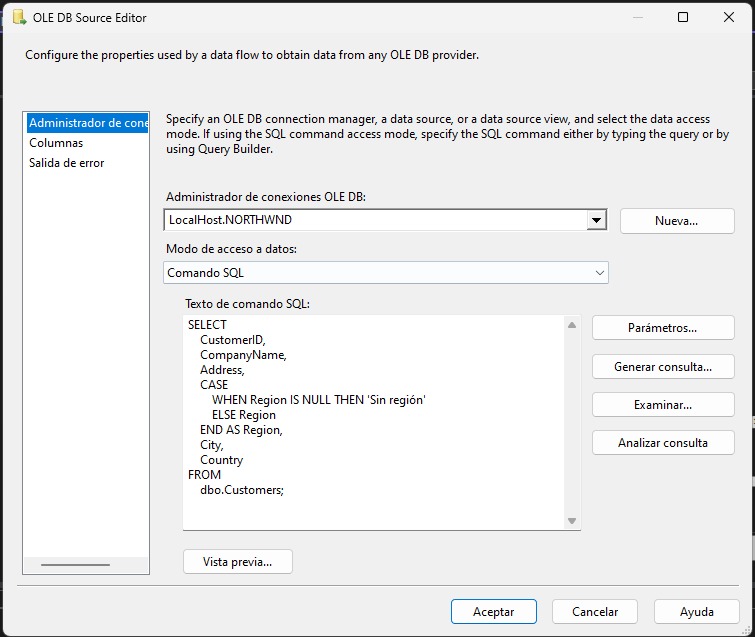 OLE DB Source Editor
Configure the properties used by a data flow to obtain data from any OLE DB provider.
Administrador de cone
Columnas
Salida de error
Specify an OLE DB connection manager, a data source, or a data source view, and select the data access
mode. If using the SQL command access mode, specify the SQL command either by typing the query or by
using Query Builder.
Administrador de conexiones OLE DB:
LocalHost.NORTHWND
Nueva...
Modo de acceso a datos:
Comando SQL
Texto de comando SQL:
SELECT
CustomerID,
CompanyName,
Address,
CASE
WHEN Region IS NULL THEN 'Sin región'
ELSE Region
END AS Region,
City,
Country
FROM
dbo.Customers;
Parámetros...
Generar consulta...
Examinar...
Analizar consulta
Vista previa...
Aceptar
Cancelar
Ayuda